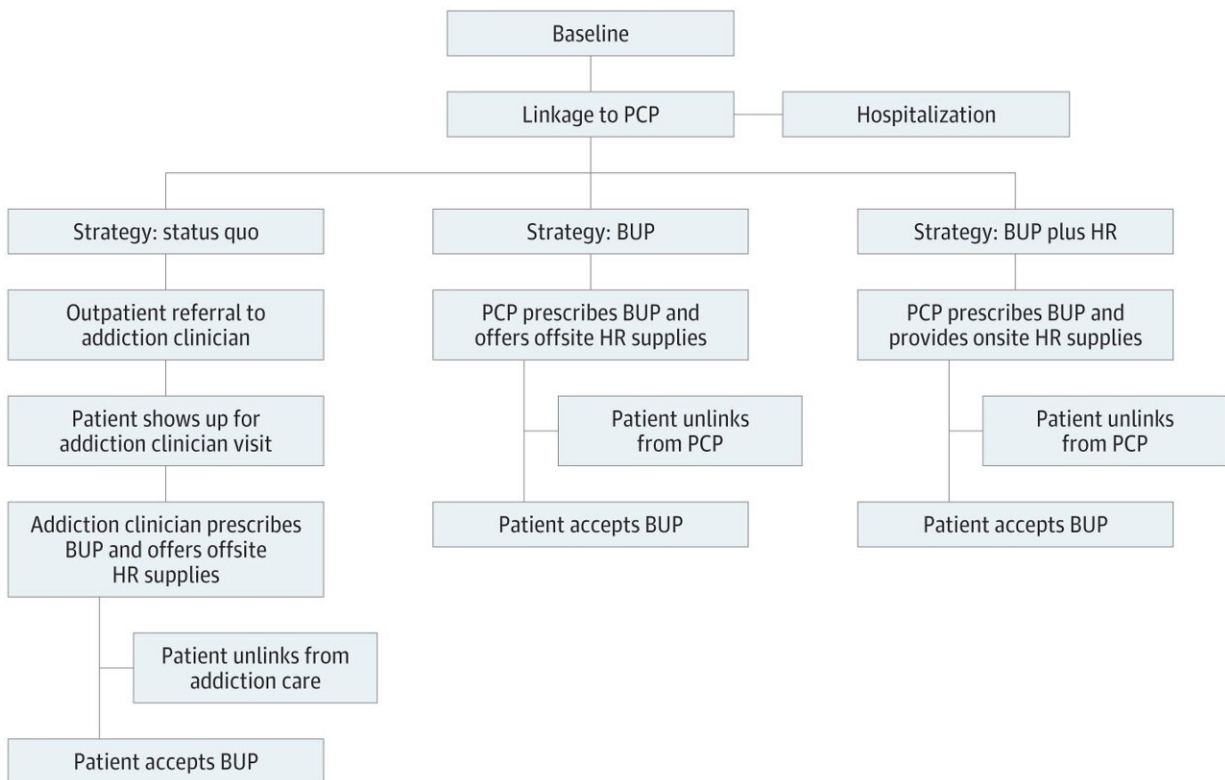 Baseline
Linkage to PCP
Hospitalization
Strategy: status quo
Outpatient referral to
addiction clinician
Patient shows up for
addiction clinician visit
Addiction clinician prescribes
BUP and offers offsite
HR supplies
Patient unlinks from
addiction care
Patient accepts BUP
Strategy: BUP
PCP prescribes BUP and
offers offsite HR supplies
Patient unlinks
from PCP
Patient accepts BUP
Strategy: BUP plus HR
PCP prescribes BUP and
provides onsite HR supplies
Patient unlinks
from PCP
Patient accepts BUP